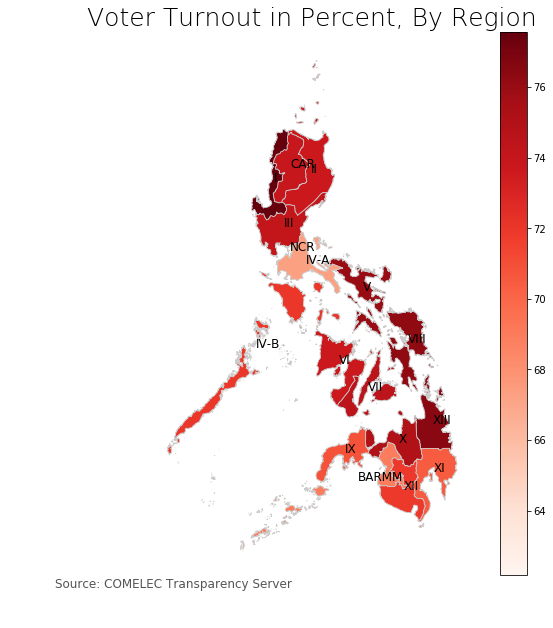 Voter Turnout in Percent, By Region
76
CAR
II
74
III
NCR
IV-A
72
V
VIII
IV-B
70
VI
VII
68
XIII
66
X
IX
XI
BARMM
XII
64
Source: COMELEC Transparency Server